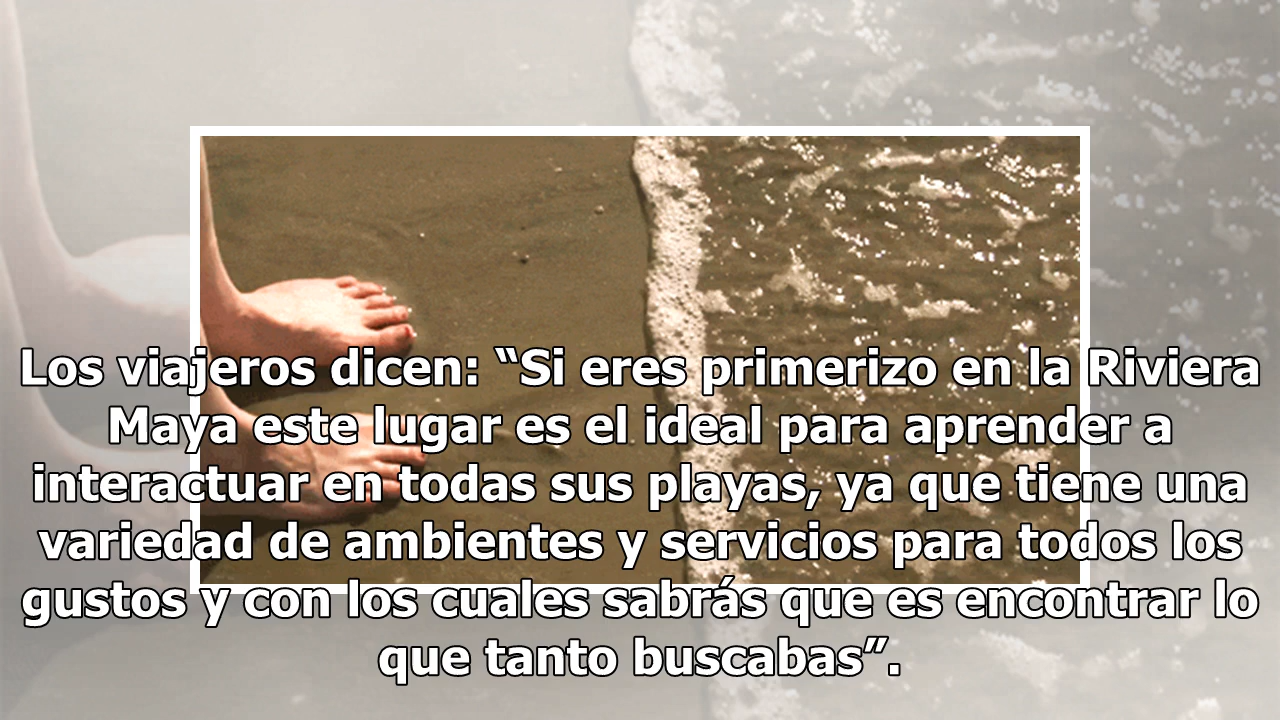 Los viajeros dicen: “Si eres primerizo en la Riviera
Maya este lugar es el ideal para aprender a
interactuar en todas sus playas, ya que tiene una
variedad de ambientes y servicios para todos los
gustos y con los cuales sabrás que es encontrar lo
que tanto buscabas”.